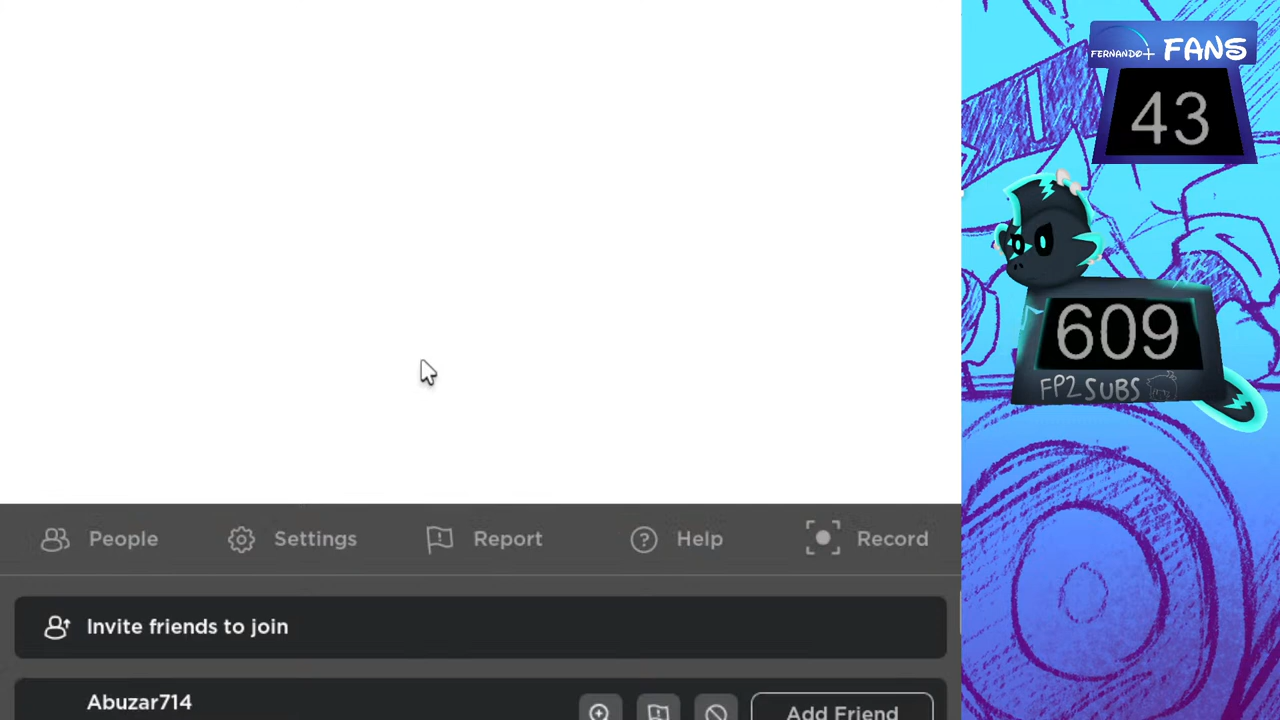 FERNANDO+ FANS
43
609
FP2 SUBS
People Settings Report Help Record
Invite friends to join
Abuzar714
Add Friend